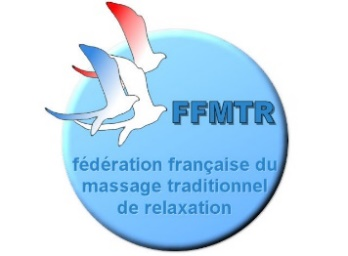 FFMTR
fédération française du
massage traditionnel
de relaxation